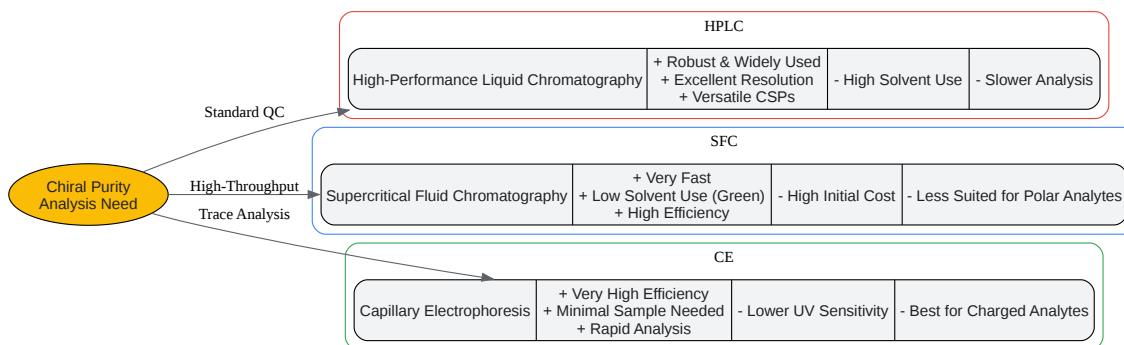 HPLC
High-Performance Liquid Chromatography
+ Robust & Widely Used
+ Excellent Resolution
+ Versatile CSPs
- High Solvent Use
- Slower Analysis
Standard QC
SFC
Chiral Purity
Analysis Need
High-Throughput
Supercritical Fluid Chromatography
+ Very Fast
+ Low Solvent Use (Green)
+ High Efficiency
- High Initial Cost
- Less Suited for Polar Analytes
Trace Analysis
CE
Capillary Electrophoresis
+ Very High Efficiency
+ Minimal Sample Needed
+ Rapid Analysis
- Lower UV Sensitivity
- Best for Charged Analytes